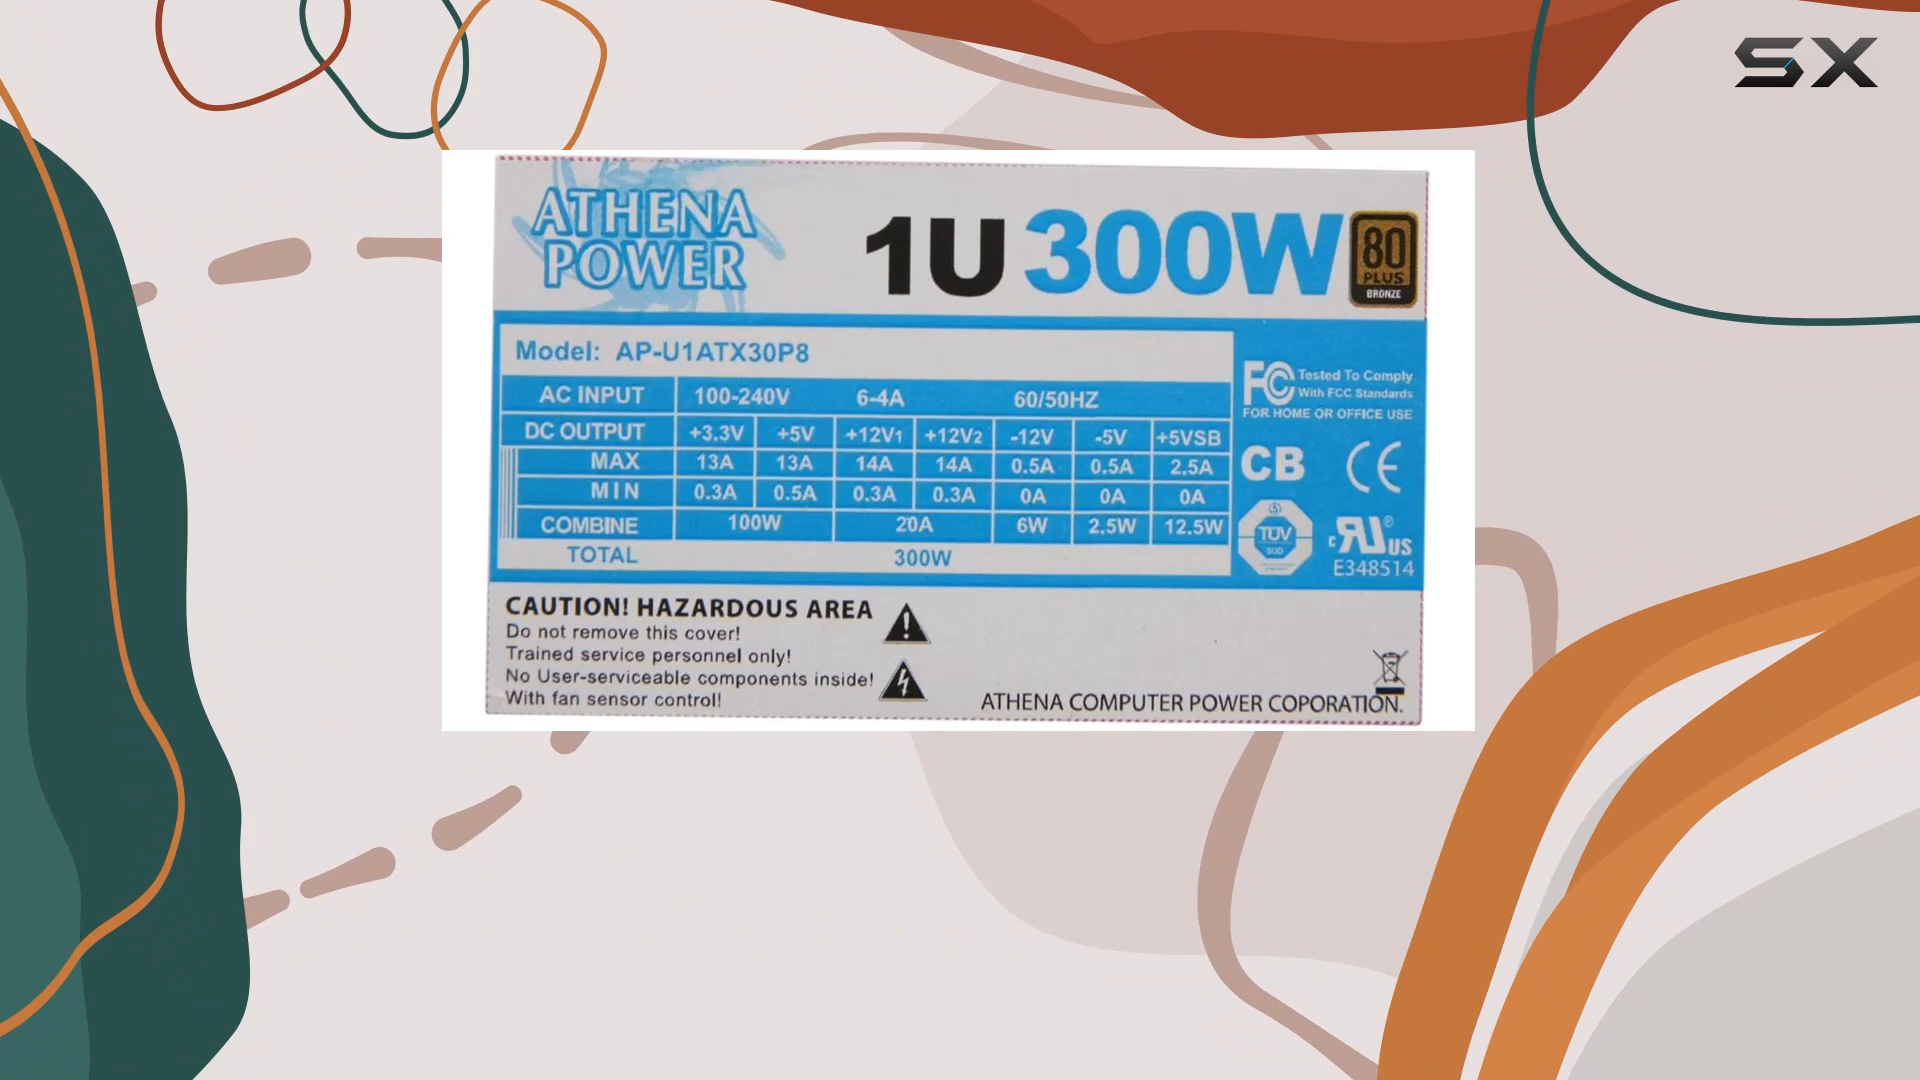 SX
ATHENA
POWER
1U 300W
80
PLUS
BRONZE
Model: AP-U1ATX30P8
AC INPUT 100-240V 6-4A 60/50HZ
DC OUTPUT +3.3V +5V +12V1 +12V2 -12V -5V +5VSB
MAX 13A 13A 14A 14A 0.5A 0.5A 2.5A
MIN 0.3A 0.5A 0.3A 0.3A 0A 0A 0A
COMBINE 100W 20A 6W 2.5W 12.5W
TOTAL 300W
FC Tested To Comply
With FCC Standards
FOR HOME OR OFFICE USE
CB CE
TÜV
SUD
c RU ® US
E348514
CAUTION! HAZARDOUS AREA
Do not remove this cover!
Trained service personnel only!
No User-serviceable components inside!
With fan sensor control!
ATHENA COMPUTER POWER COPORATION.